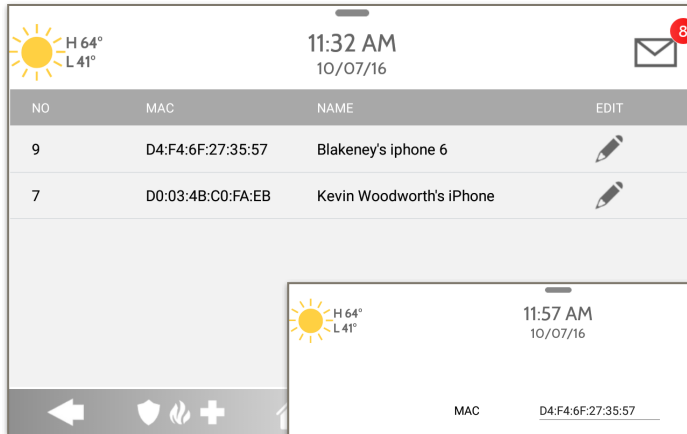 H 64°
L 41°
11:32 AM
10/07/16
8
NO MAC NAME EDIT
9 D4:F4:6F:27:35:57 Blakeney's iphone 6
7 D0:03:4B:C0:FA:EB Kevin Woodworth's iPhone
H 64°
L 41°
11:57 AM
10/07/16
MAC D4:F4:6F:27:35:57